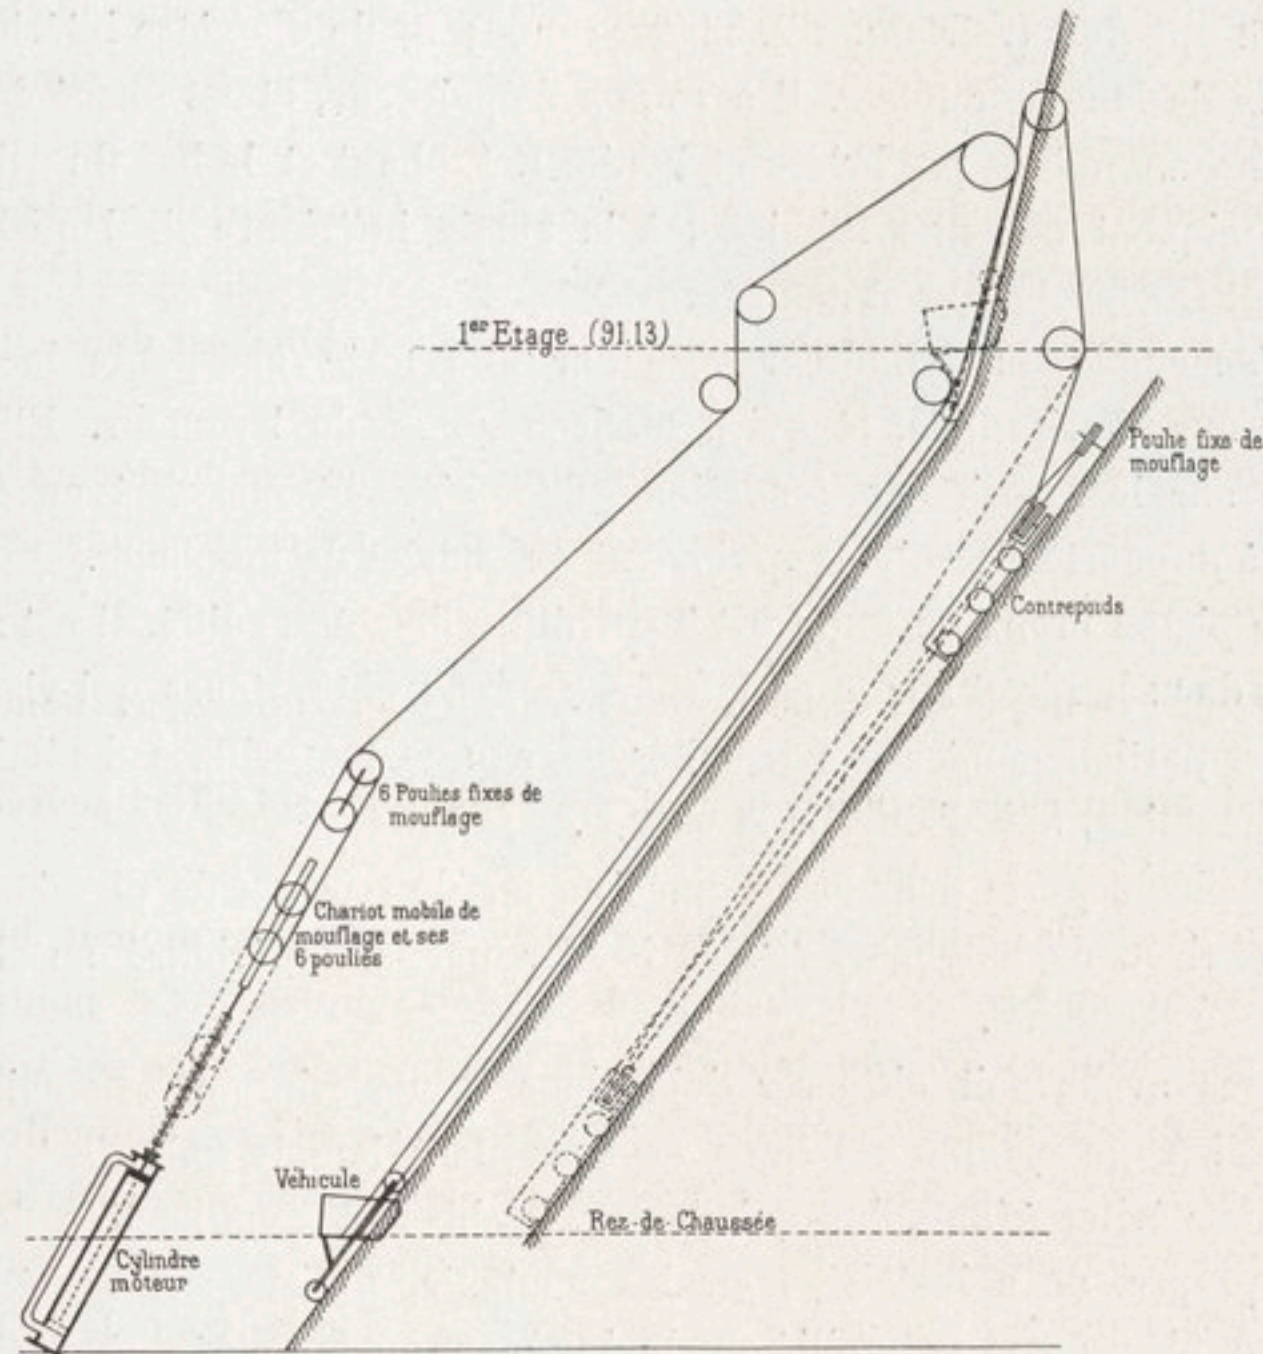 1er Etage (91.13)
Poulie fixe de
mouflage
Contrepoids
6 Poulies fixes de
mouflage
Chariot mobile de
mouflage et ses
6 poulies
Véhicule
Rez-de-Chaussée
Cylindre
moteur